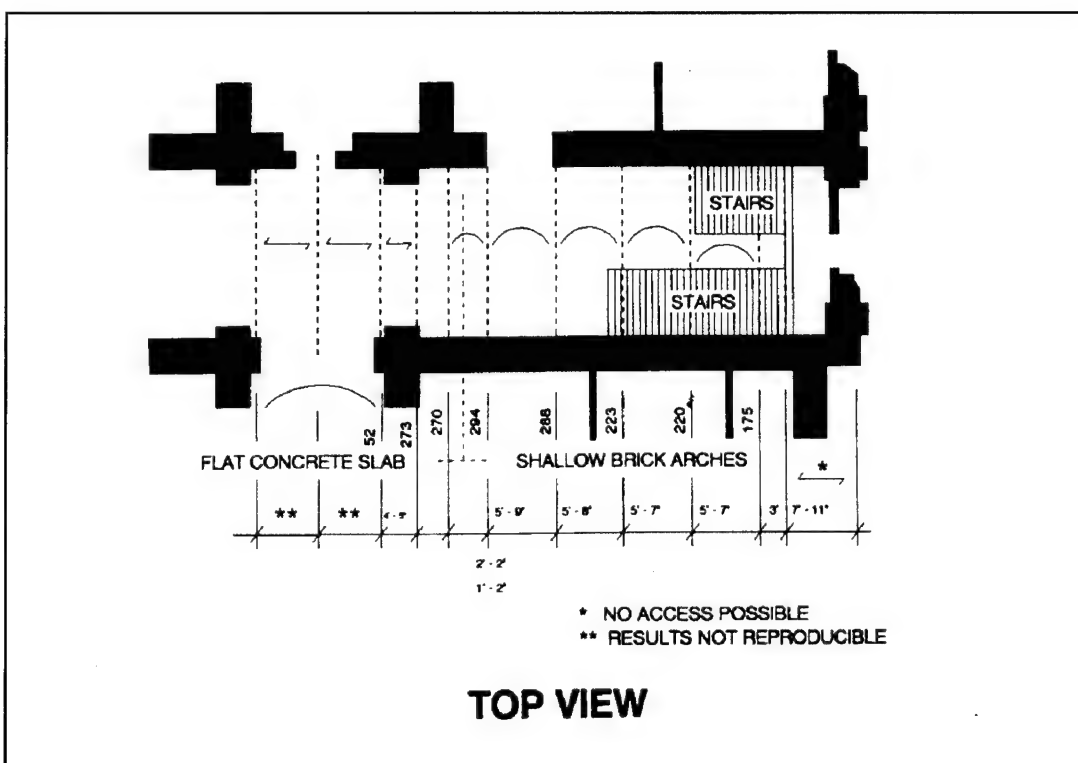 STAIRS
STAIRS
52
273
270
294
288
223
220
175
FLAT CONCRETE SLAB
SHALLOW BRICK ARCHES
*
** ** 5'-9" 5'-8" 5'-7" 5'-7" 3' 7'-11"
2'-2"
1'-2"
* NO ACCESS POSSIBLE
** RESULTS NOT REPRODUCIBLE
TOP VIEW